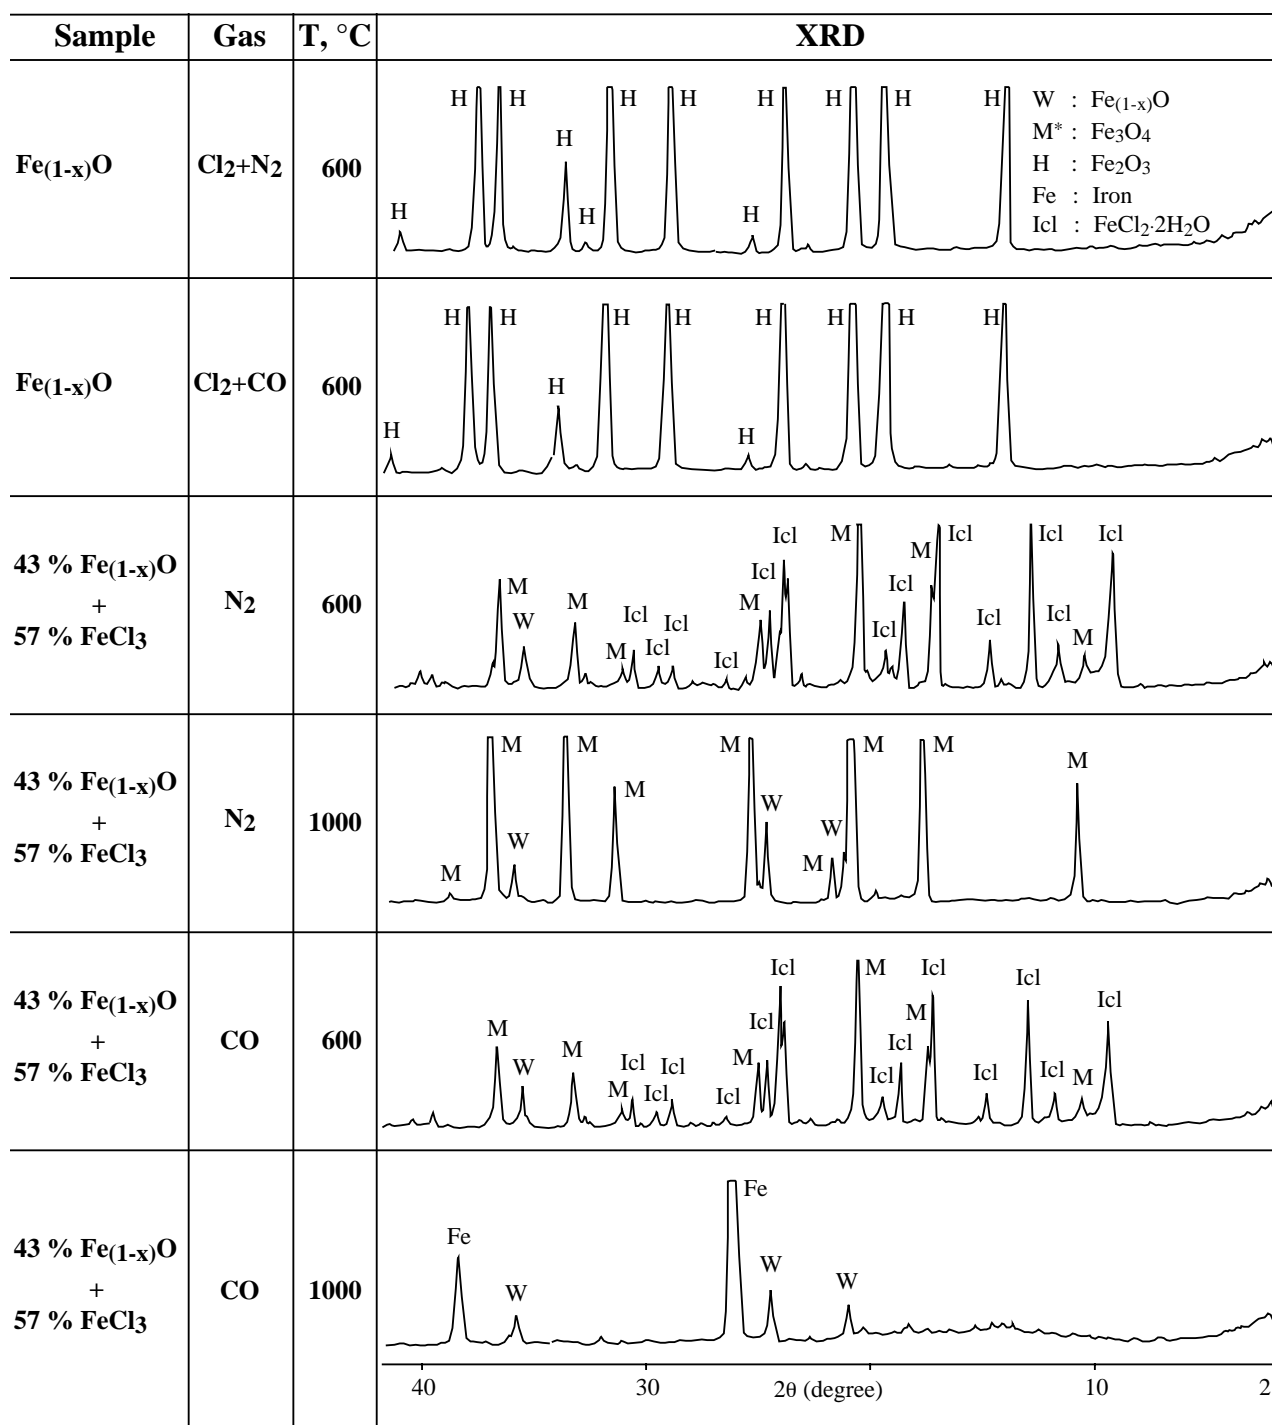 Sample Gas T, °C XRD
Fe(1-x)O Cl2+N2 600
H H H H H H H H H H H H
W : Fe(1-x)O
M* : Fe3O4
H : Fe2O3
Fe : Iron
Icl : FeCl2·2H2O
Fe(1-x)O Cl2+CO 600
H H H H H H H H H H H
43 % Fe(1-x)O
+
57 % FeCl3
N2 600
M W M M Icl Icl Icl Icl M Icl Icl M Icl Icl M Icl Icl Icl Icl M Icl
43 % Fe(1-x)O
+
57 % FeCl3
N2 1000
M M W M M M W M W M M M
43 % Fe(1-x)O
+
57 % FeCl3
CO 600
M W M M Icl Icl Icl Icl M Icl Icl M Icl Icl M Icl Icl Icl Icl M Icl
43 % Fe(1-x)O
+
57 % FeCl3
CO 1000
Fe W Fe W W
40 30 2θ (degree) 10 2